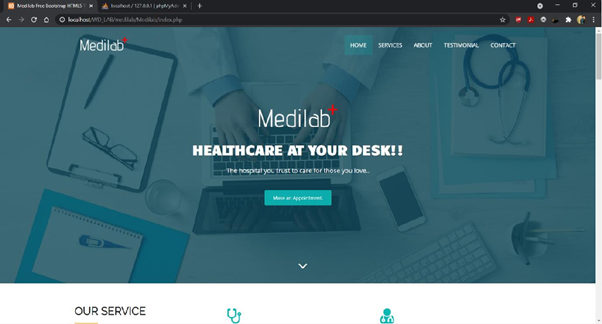 Medilab Free Bootstrap HTML5
localhost / 127.0.0.1 | phpMyAdm
localhost/WD_LAB/medilab/Medilab/index.php
Medilab
HOME SERVICES ABOUT TESTIMONIAL CONTACT
Medilab
HEALTHCARE AT YOUR DESK!!
The hospital you trust to care for those you love..
Make an Appointment
OUR SERVICE